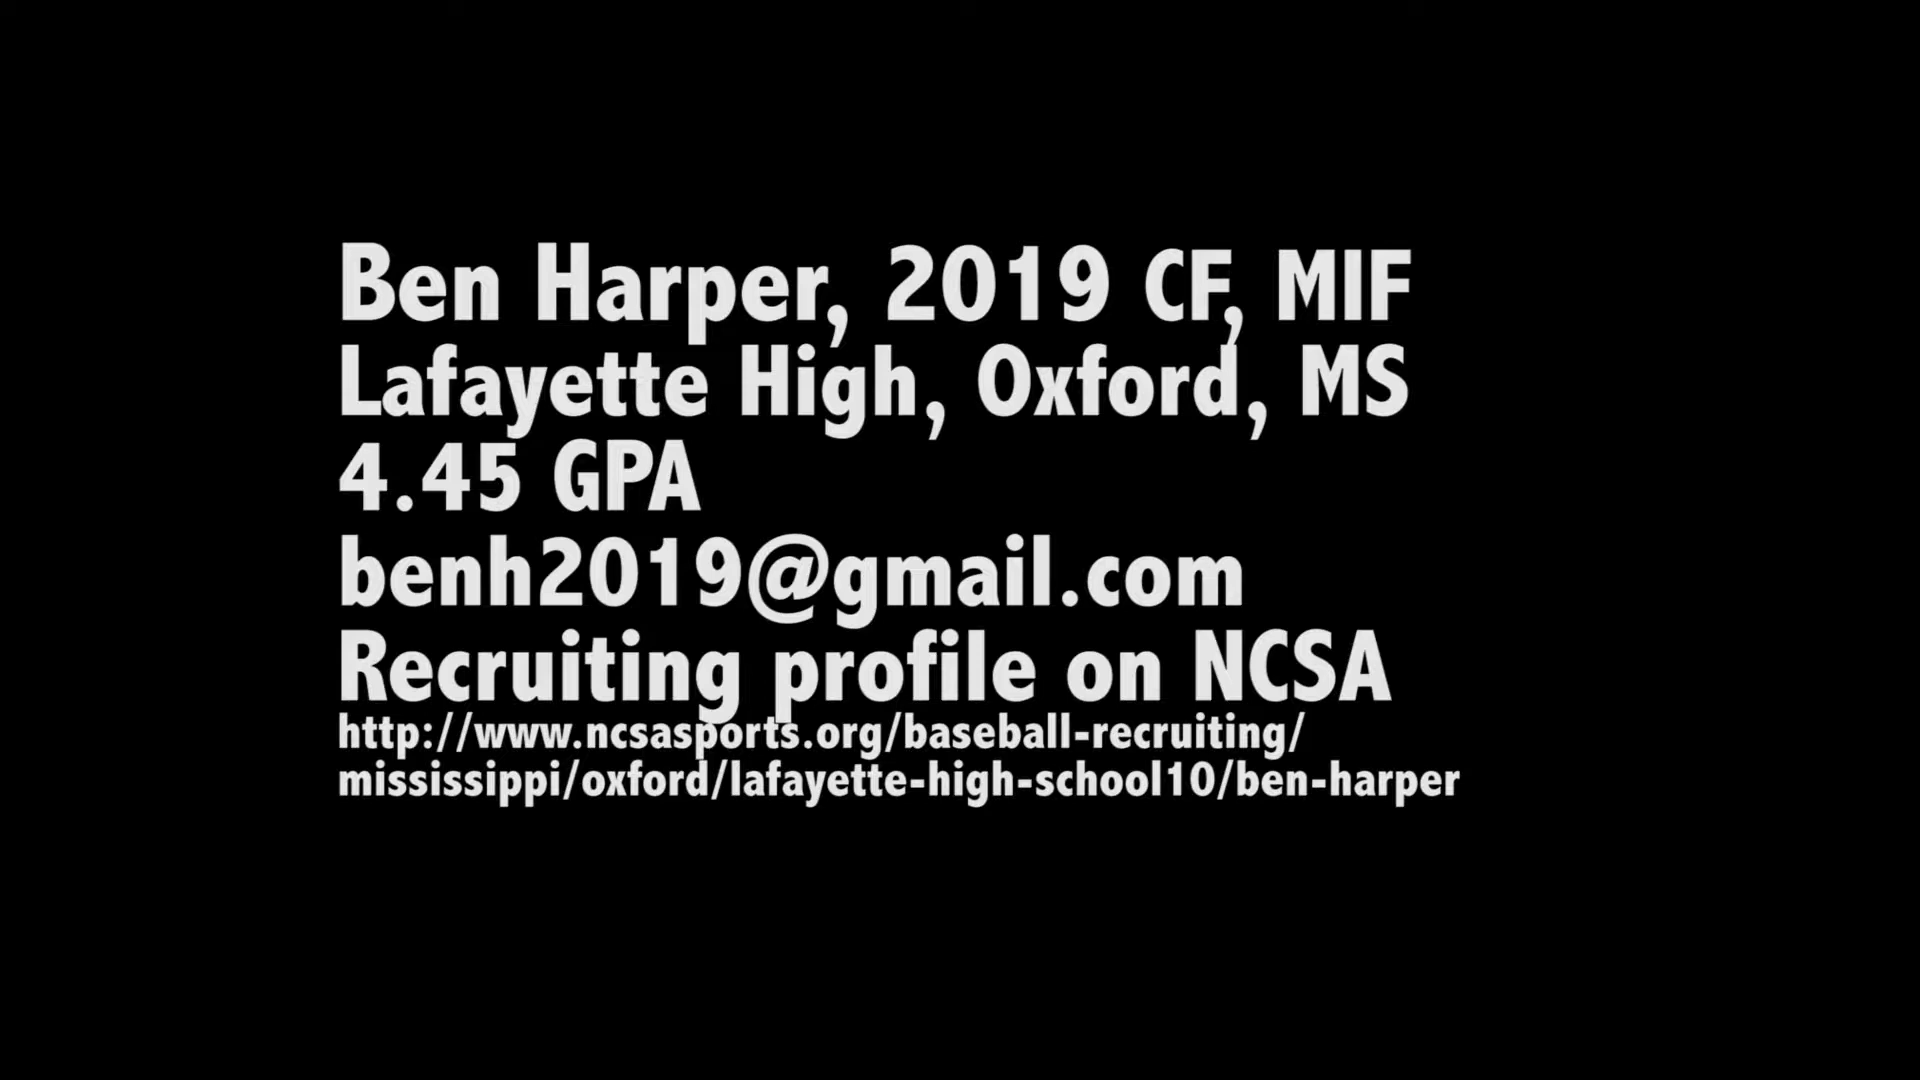 Ben Harper, 2019 CF, MIF
Lafayette High, Oxford, MS
4.45 GPA
benh2019@gmail.com
Recruiting profile on NCSA
http://www.ncsasports.org/baseball-recruiting/
mississippi/oxford/lafayette-high-school10/ben-harper